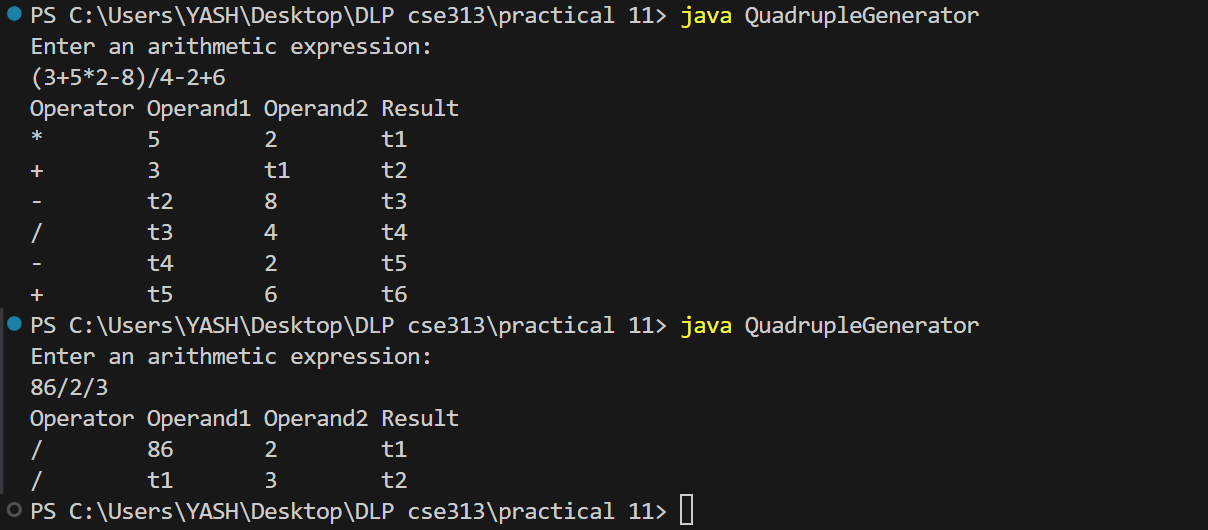 PS C:\Users\YASH\Desktop\DLP cse313\practical 11> java QuadrupleGenerator
Enter an arithmetic expression:
(3+5*2-8)/4-2+6
Operator Operand1 Operand2 Result
*        5        2        t1
+        3        t1       t2
-        t2       8        t3
/        t3       4        t4
-        t4       2        t5
+        t5       6        t6
PS C:\Users\YASH\Desktop\DLP cse313\practical 11> java QuadrupleGenerator
Enter an arithmetic expression:
86/2/3
Operator Operand1 Operand2 Result
/        86       2        t1
/        t1       3        t2
PS C:\Users\YASH\Desktop\DLP cse313\practical 11>